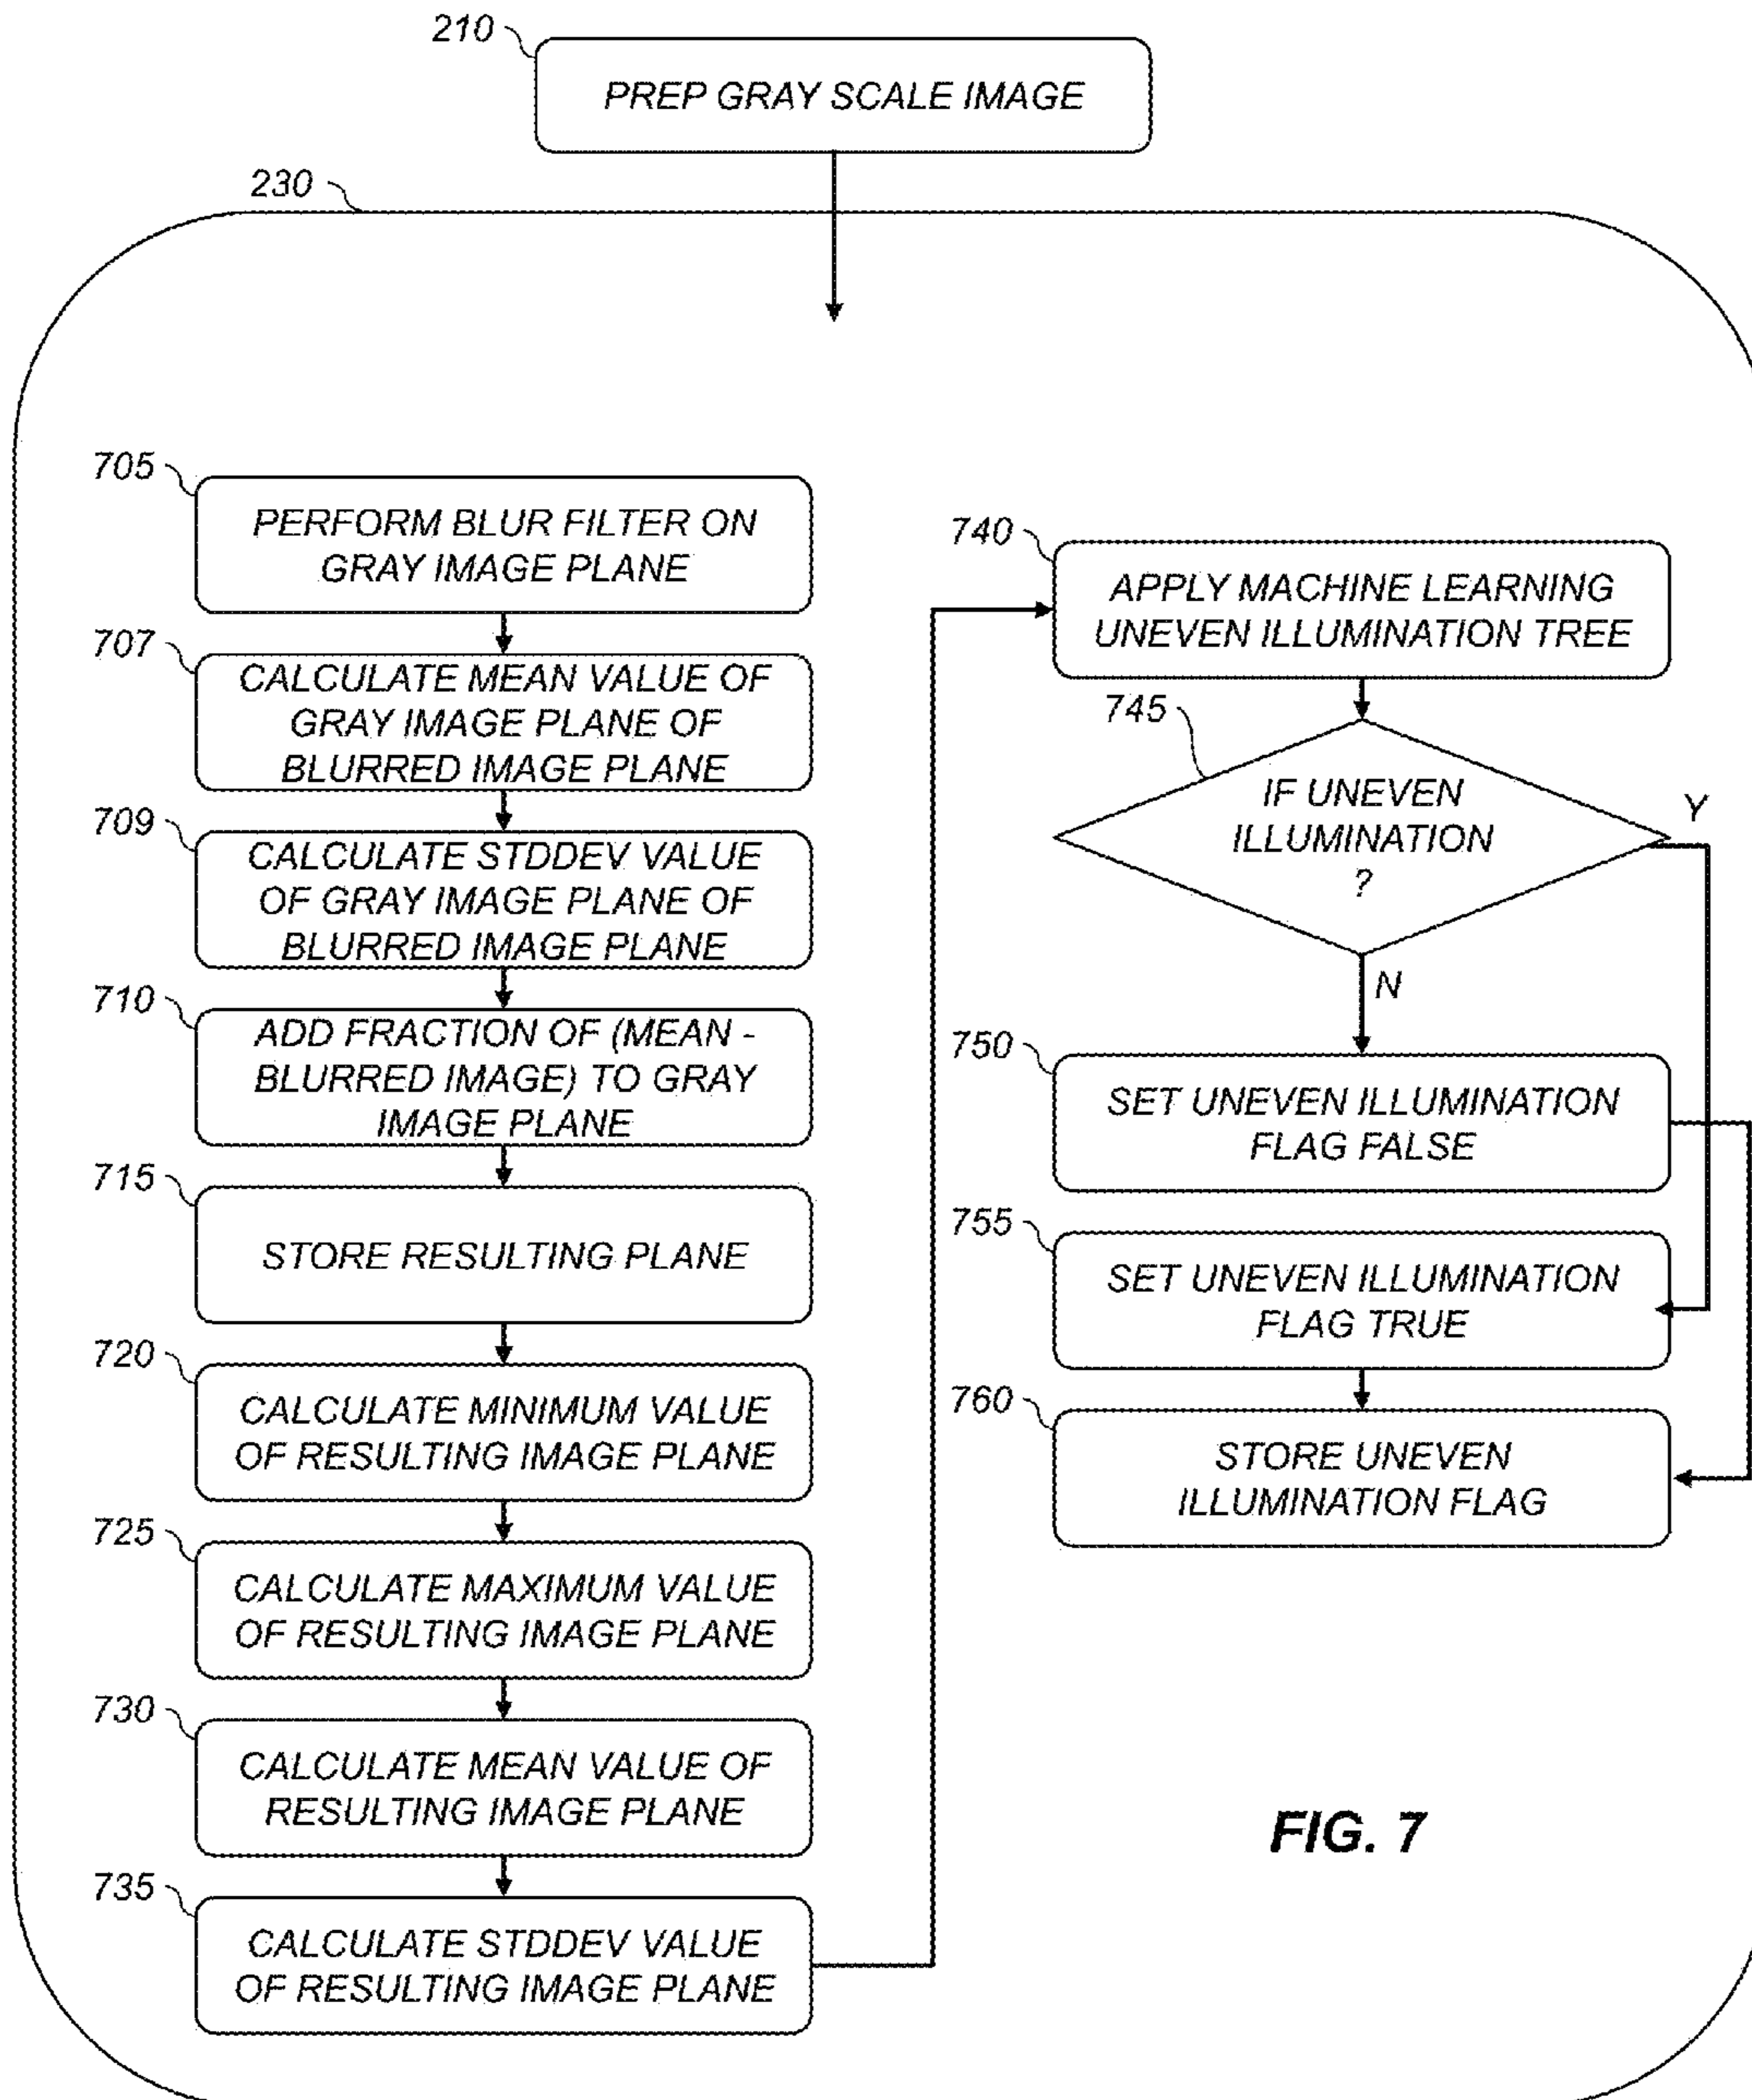 210
PREP GRAY SCALE IMAGE
230
705
PERFORM BLUR FILTER ON
GRAY IMAGE PLANE
707
CALCULATE MEAN VALUE OF
GRAY IMAGE PLANE OF
BLURRED IMAGE PLANE
709
CALCULATE STDDEV VALUE
OF GRAY IMAGE PLANE OF
BLURRED IMAGE PLANE
710
ADD FRACTION OF (MEAN -
BLURRED IMAGE) TO GRAY
IMAGE PLANE
715
STORE RESULTING PLANE
720
CALCULATE MINIMUM VALUE
OF RESULTING IMAGE PLANE
725
CALCULATE MAXIMUM VALUE
OF RESULTING IMAGE PLANE
730
CALCULATE MEAN VALUE OF
RESULTING IMAGE PLANE
735
CALCULATE STDDEV VALUE
OF RESULTING IMAGE PLANE
740
APPLY MACHINE LEARNING
UNEVEN ILLUMINATION TREE
745
IF UNEVEN
ILLUMINATION
?
Y
N
750
SET UNEVEN ILLUMINATION
FLAG FALSE
755
SET UNEVEN ILLUMINATION
FLAG TRUE
760
STORE UNEVEN
ILLUMINATION FLAG
FIG. 7